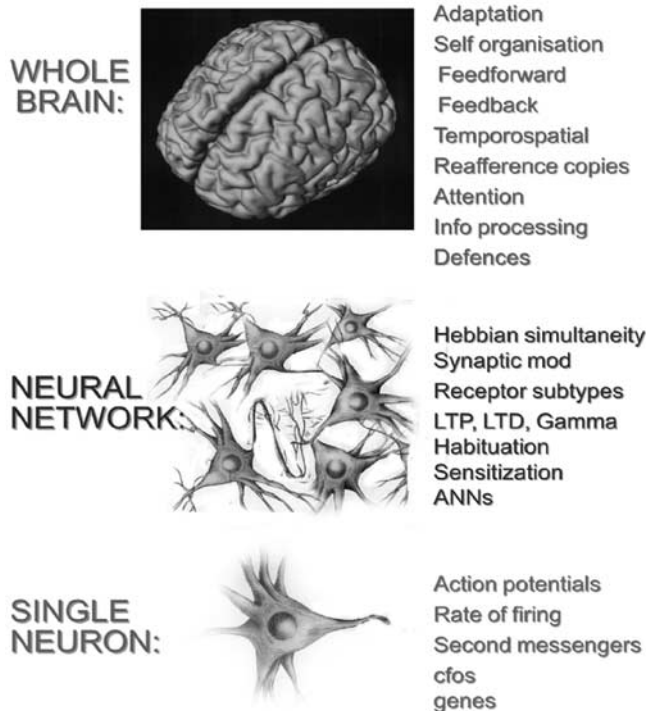 WHOLE
BRAIN:
Adaptation
Self organisation
Feedforward
Feedback
Temporospatial
Reafference copies
Attention
Info processing
Defences
NEURAL
NETWORK:
Hebbian simultaneity
Synaptic mod
Receptor subtypes
LTP, LTD, Gamma
Habituation
Sensitization
ANNs
SINGLE
NEURON:
Action potentials
Rate of firing
Second messengers
cfos
genes